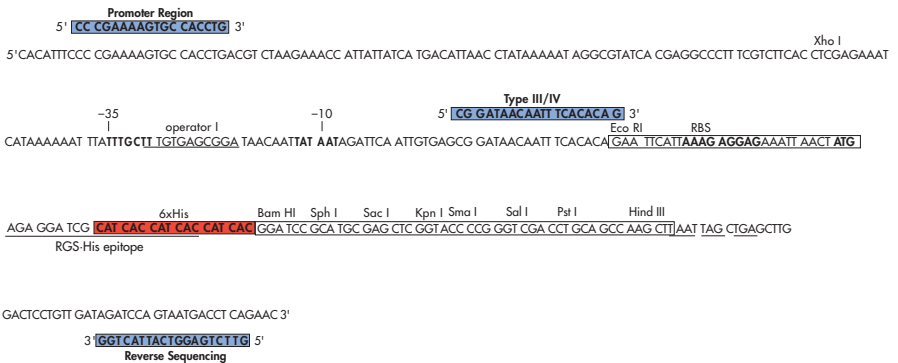 Promoter Region
5' CC CGAAAAGTGC CACCTG 3'
Xho I
5'CACATTTCCC CGAAAAGTGC CACCTGACGT CTAAGAAACC ATTATTATCA TGACATTAAC CTATAAAAAT AGGCGTATCA CGAGGCCCTT TCGTCTTCAC CTCGAGAAAT
Type III/IV
−35 −10 5' CG GATAACAATT TCACACA G 3'
operator I Eco RI RBS
CATAAAAAAT TTATTTGCTT TGTGAGCGGA TAACAATTAT AATAGATTCA ATTGTGAGCG GATAACAATT TCACACAGAA TTCATTAAAG AGGAGAAATT AACTATG
6xHis Bam HI Sph I Sac I Kpn I Sma I Sal I Pst I Hind III
AGA GGA TCG CAT CAC CAT CAC CAT CAC GGA TCC GCA TGC GAG CTC GGT ACC CCG GGT CGA CCT GCA GCC AAG CTT AAT TAG CTGAGCTTG
RGS·His epitope
GACTCCTGTT GATAGATCCA GTAATGACCT CAGAAC 3'
3' GGTCATTACTGGAGTCTTG 5'
Reverse Sequencing